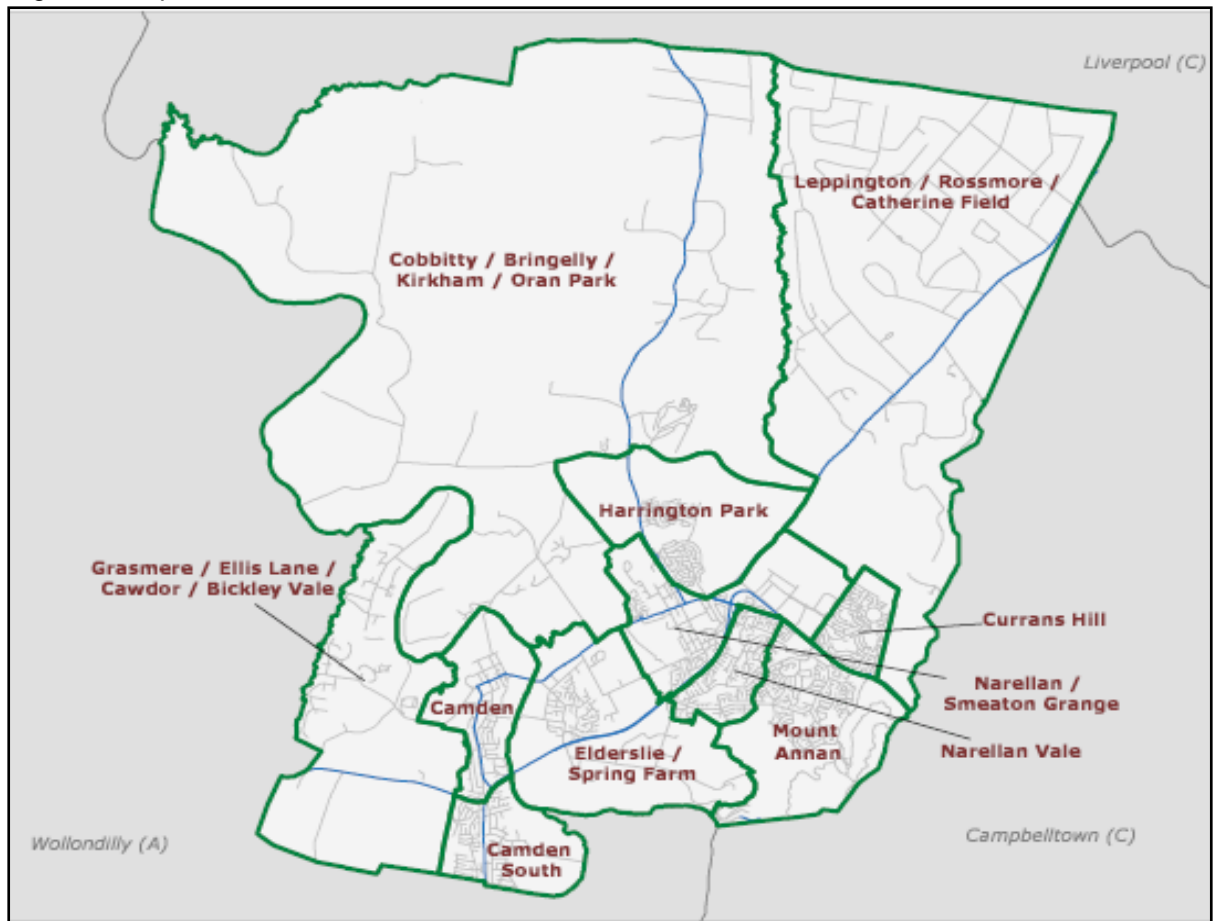 Liverpool (C)
Leppington / Rossmore /
Catherine Field
Cobbitty / Bringelly /
Kirkham / Oran Park
Harrington Park
Grasmere / Ellis Lane /
Cawdor / Bickley Vale
Currans Hill
Narellan /
Smeaton Grange
Camden
Mount
Annan
Narellan Vale
Elderslie /
Spring Farm
Wollondilly (A)
Campbelltown (C)
Camden
South